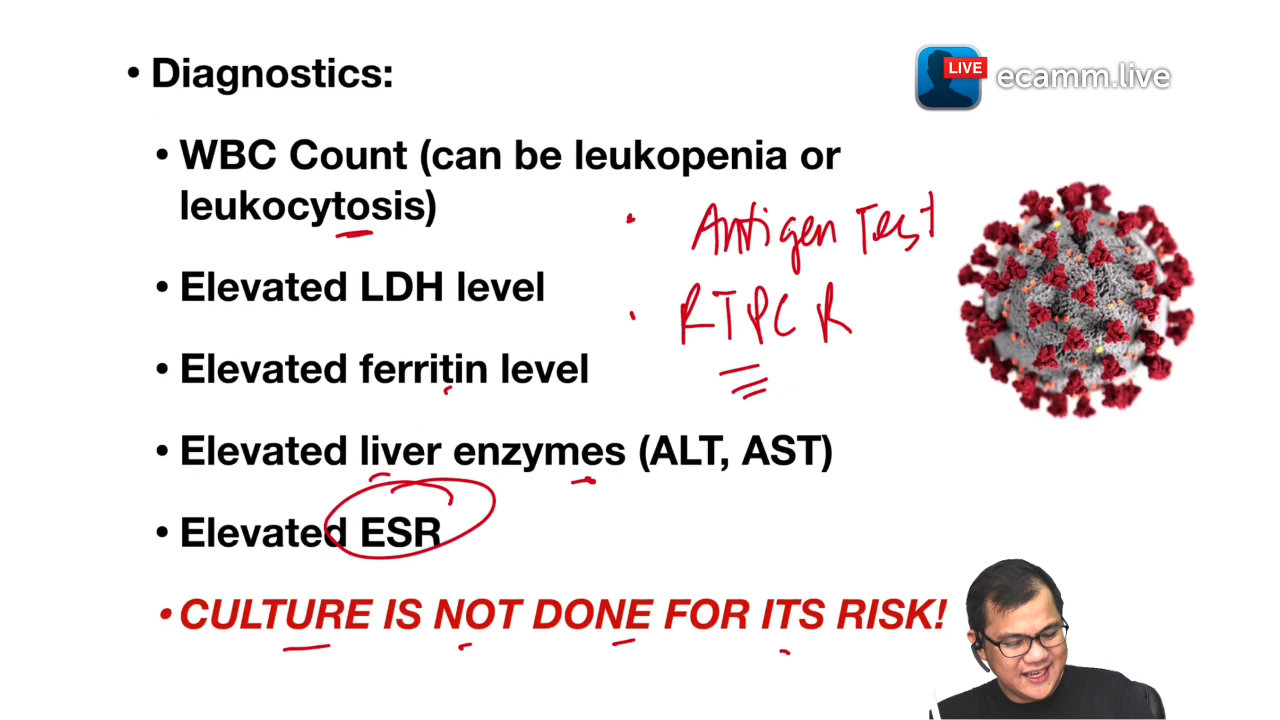 • Diagnostics:
LIVE
ecamm.live
• WBC Count (can be leukopenia or
leukocytosis)
• Antigen Test
• Elevated LDH level
• RTPCR
• Elevated ferritin level
• Elevated liver enzymes (ALT, AST)
• Elevated ESR
• CULTURE IS NOT DONE FOR ITS RISK!